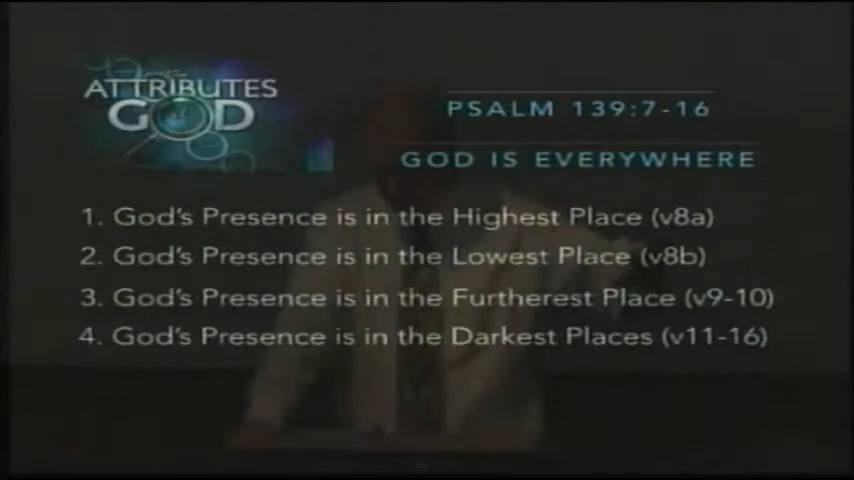 ATTRIBUTES
GOD
PSALM 139:7-16
GOD IS EVERYWHERE
1. God's Presence is in the Highest Place (v8a)
2. God's Presence is in the Lowest Place (v8b)
3. God's Presence is in the Furtherest Place (v9-10)
4. God's Presence is in the Darkest Places (v11-16)